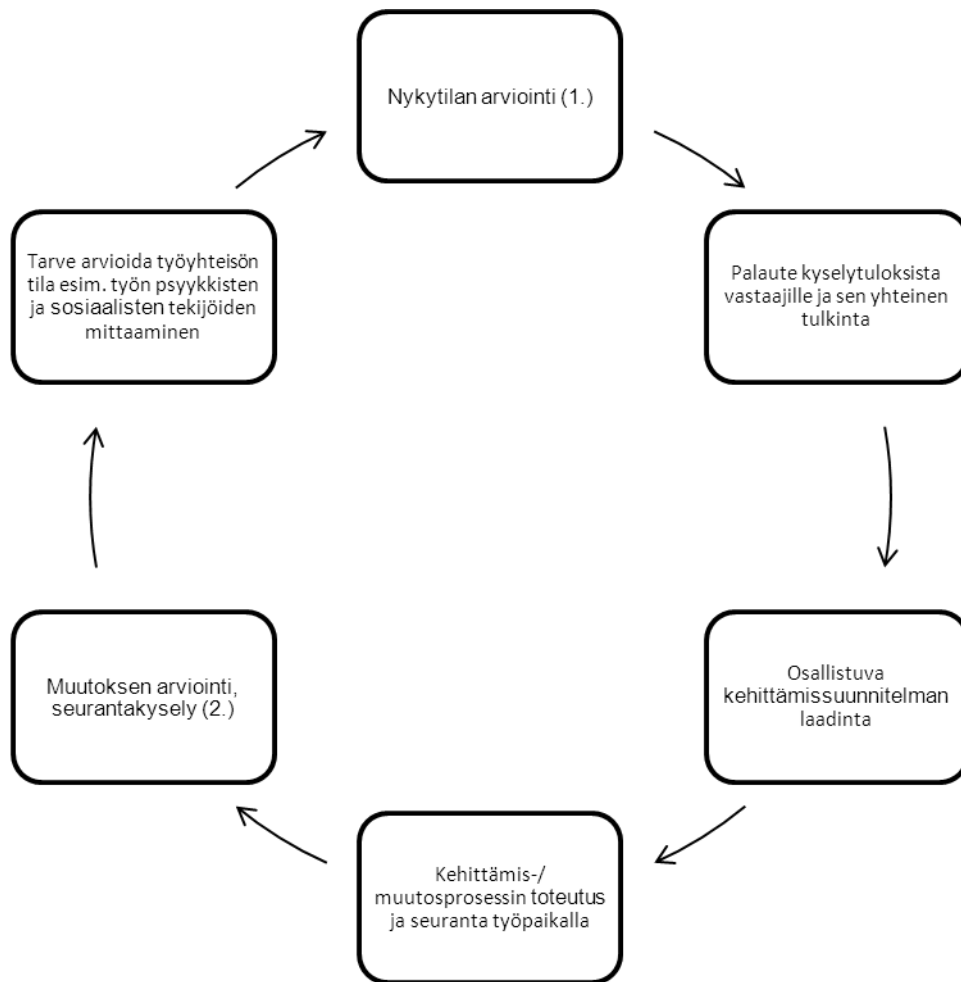 Nykytilan arviointi (1.)
Palaute kyselytuloksista
vastaajille ja sen yhteinen
tulkinta
Osallistuva
kehittämissuunnitelman
laadinta
Kehittämis-/
muutosprosessin toteutus
ja seuranta työpaikalla
Muutoksen arviointi,
seurantakysely (2.)
Tarve arvioida työyhteisön
tila esim. työn psyykkisten
ja sosiaalisten tekijöiden
mittaaminen